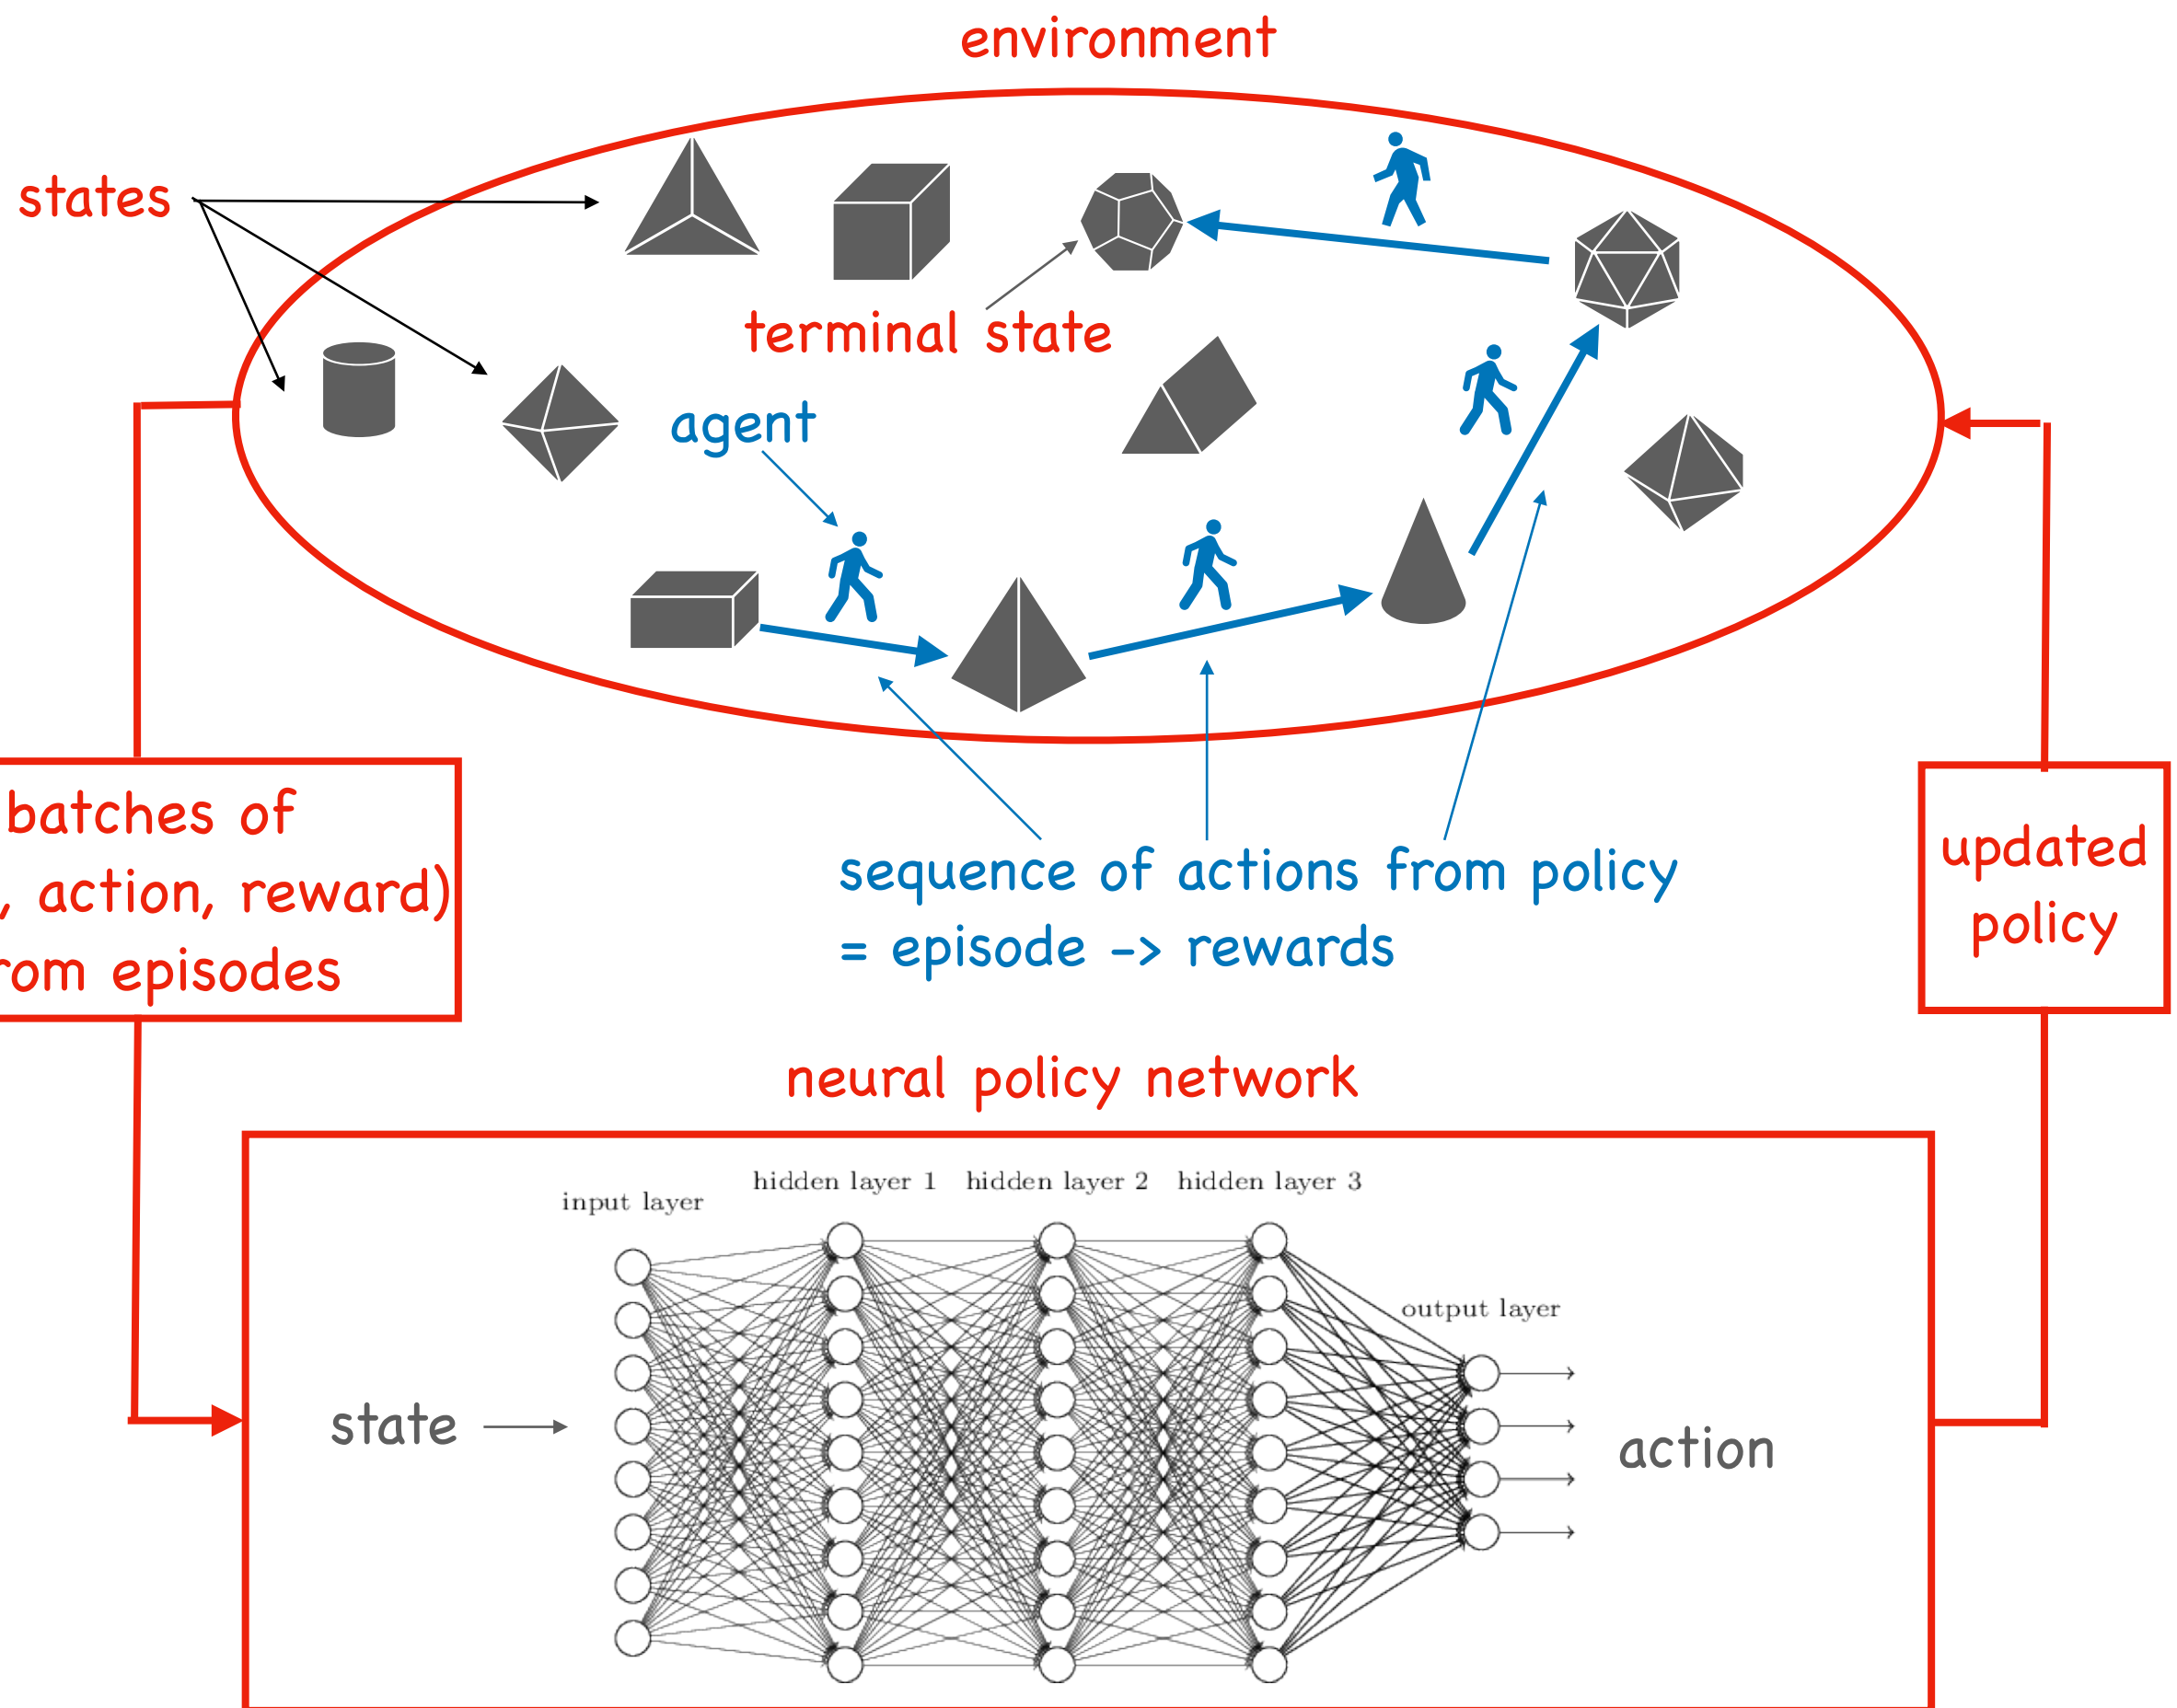 environment
states
terminal state
agent
batches of
, action, reward)
om episodes
sequence of actions from policy
= episode -> rewards
updated
policy
neural policy network
hidden layer 1 hidden layer 2 hidden layer 3
input layer
output layer
state
action